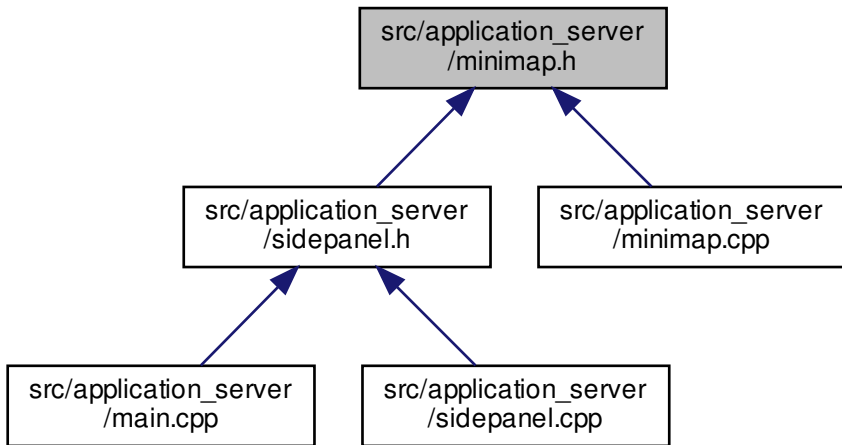 src/application_server
/minimap.h
src/application_server
/sidepanel.h
src/application_server
/minimap.cpp
src/application_server
/main.cpp
src/application_server
/sidepanel.cpp